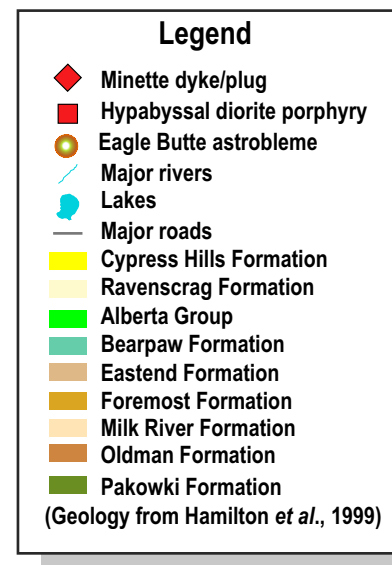 Legend
Minette dyke/plug
Hypabyssal diorite porphyry
Eagle Butte astrobleme
Major rivers
Lakes
Major roads
Cypress Hills Formation
Ravenscrag Formation
Alberta Group
Bearpaw Formation
Eastend Formation
Foremost Formation
Milk River Formation
Oldman Formation
Pakowki Formation
(Geology from Hamilton et al., 1999)